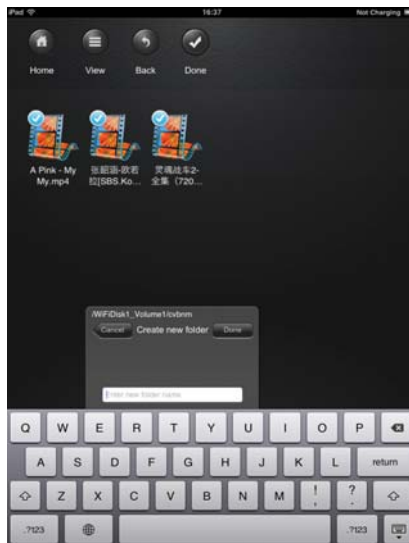 iPad
16:37
Not Charging
Home
View
Back
Done
A Pink - My
My.mp4
张韶涵-欧若
拉[SBS.Ko...
灵魂战车2-
全集（720...
/WiFiDisk1_Volume1/cvbnm
Cancel
Create new folder
Done
Enter new folder name
Q W E R T Y U I O P
A S D F G H J K L return
Z X C V B N M ! , ? .
.?123
.?123